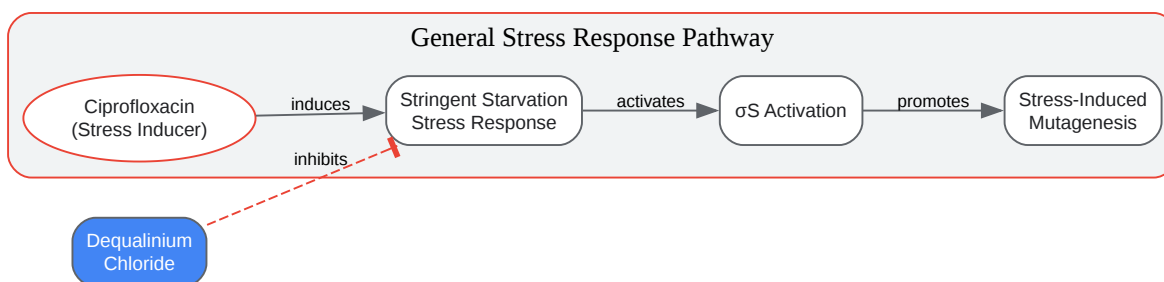 General Stress Response Pathway
Ciprofloxacin
(Stress Inducer)
induces
Stringent Starvation
Stress Response
activates
σS Activation
promotes
Stress-Induced
Mutagenesis
inhibits
Dequalinium
Chloride